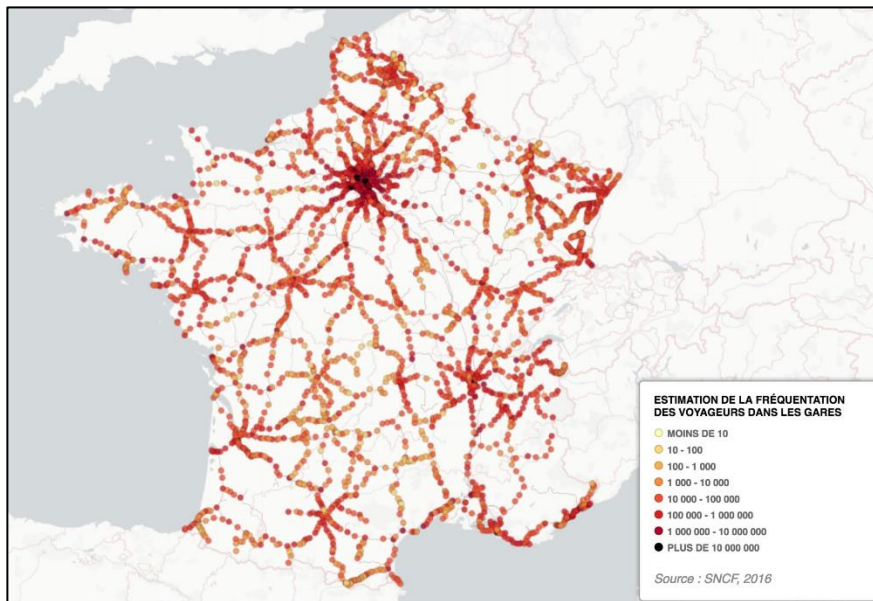 ESTIMATION DE LA FRÉQUENTATION
DES VOYAGEURS DANS LES GARES
MOINS DE 10
10 - 100
100 - 1 000
1 000 - 10 000
10 000 - 100 000
100 000 - 1 000 000
1 000 000 - 10 000 000
PLUS DE 10 000 000
Source : SNCF, 2016